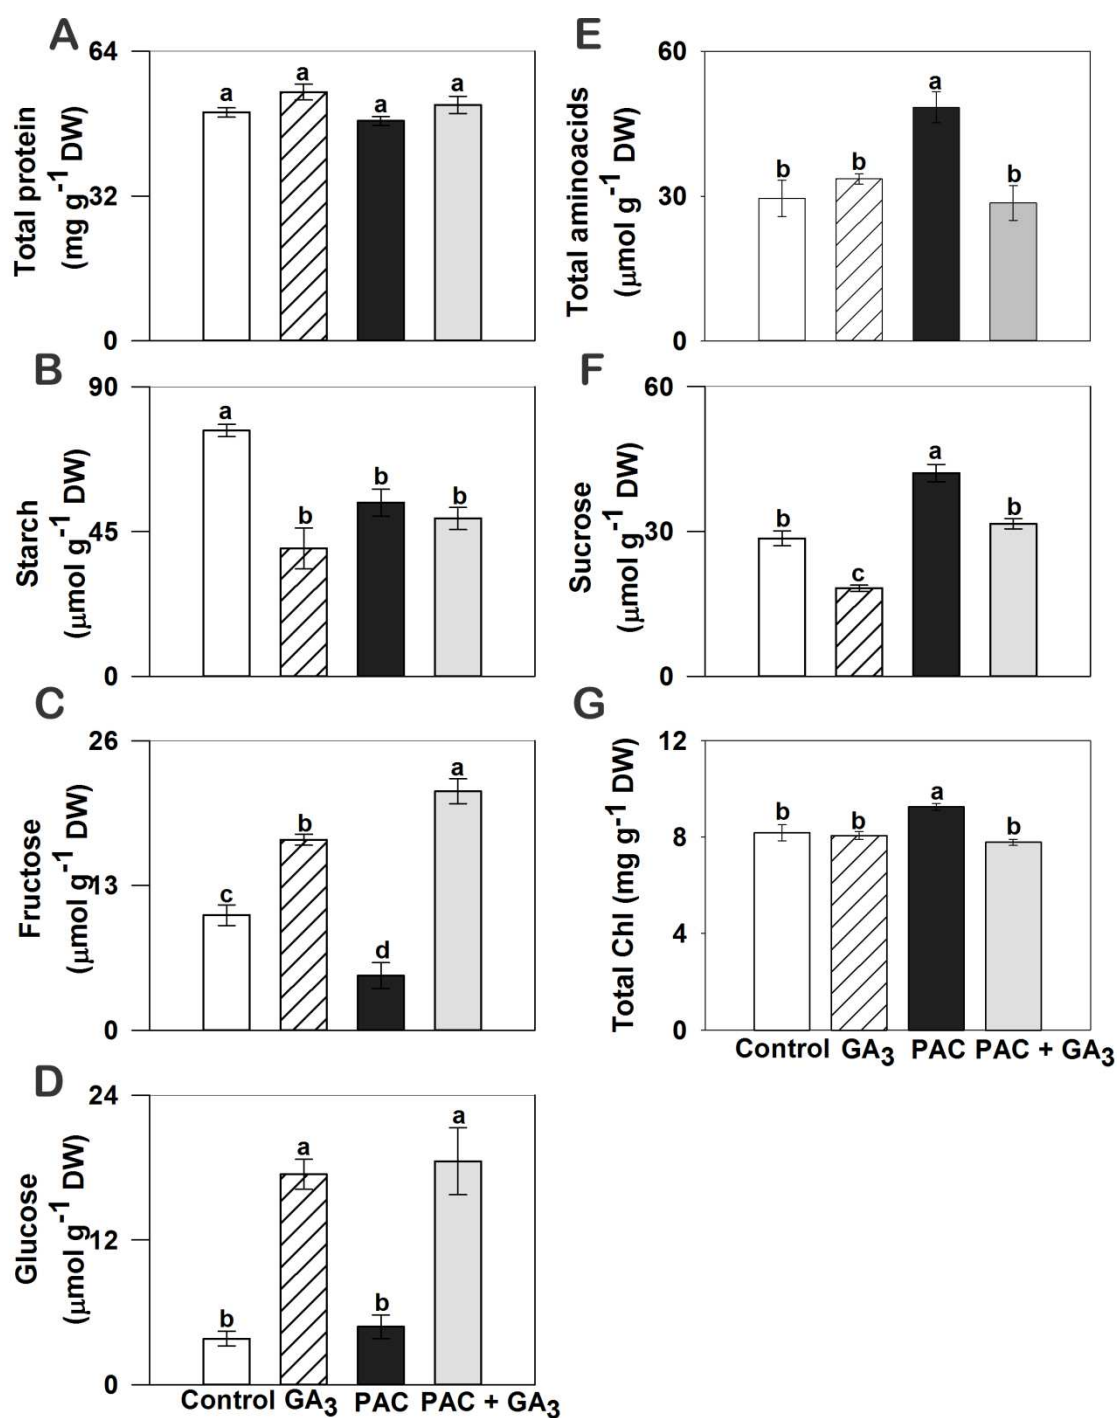 A
64
32
0
Total protein
(mg g⁻¹ DW)
a
a
a
a
E
60
30
0
Total aminoacids
(μmol g⁻¹ DW)
b
b
a
b
B
90
45
0
Starch
(μmol g⁻¹ DW)
a
b
b
b
F
60
30
0
Sucrose
(μmol g⁻¹ DW)
b
c
a
b
C
26
13
0
Fructose
(μmol g⁻¹ DW)
c
b
d
a
G
12
8
4
0
Total Chl (mg g⁻¹ DW)
b
b
a
b
Control GA₃ PAC PAC + GA₃
D
24
12
0
Glucose
(μmol g⁻¹ DW)
b
a
b
a
Control GA₃ PAC PAC + GA₃